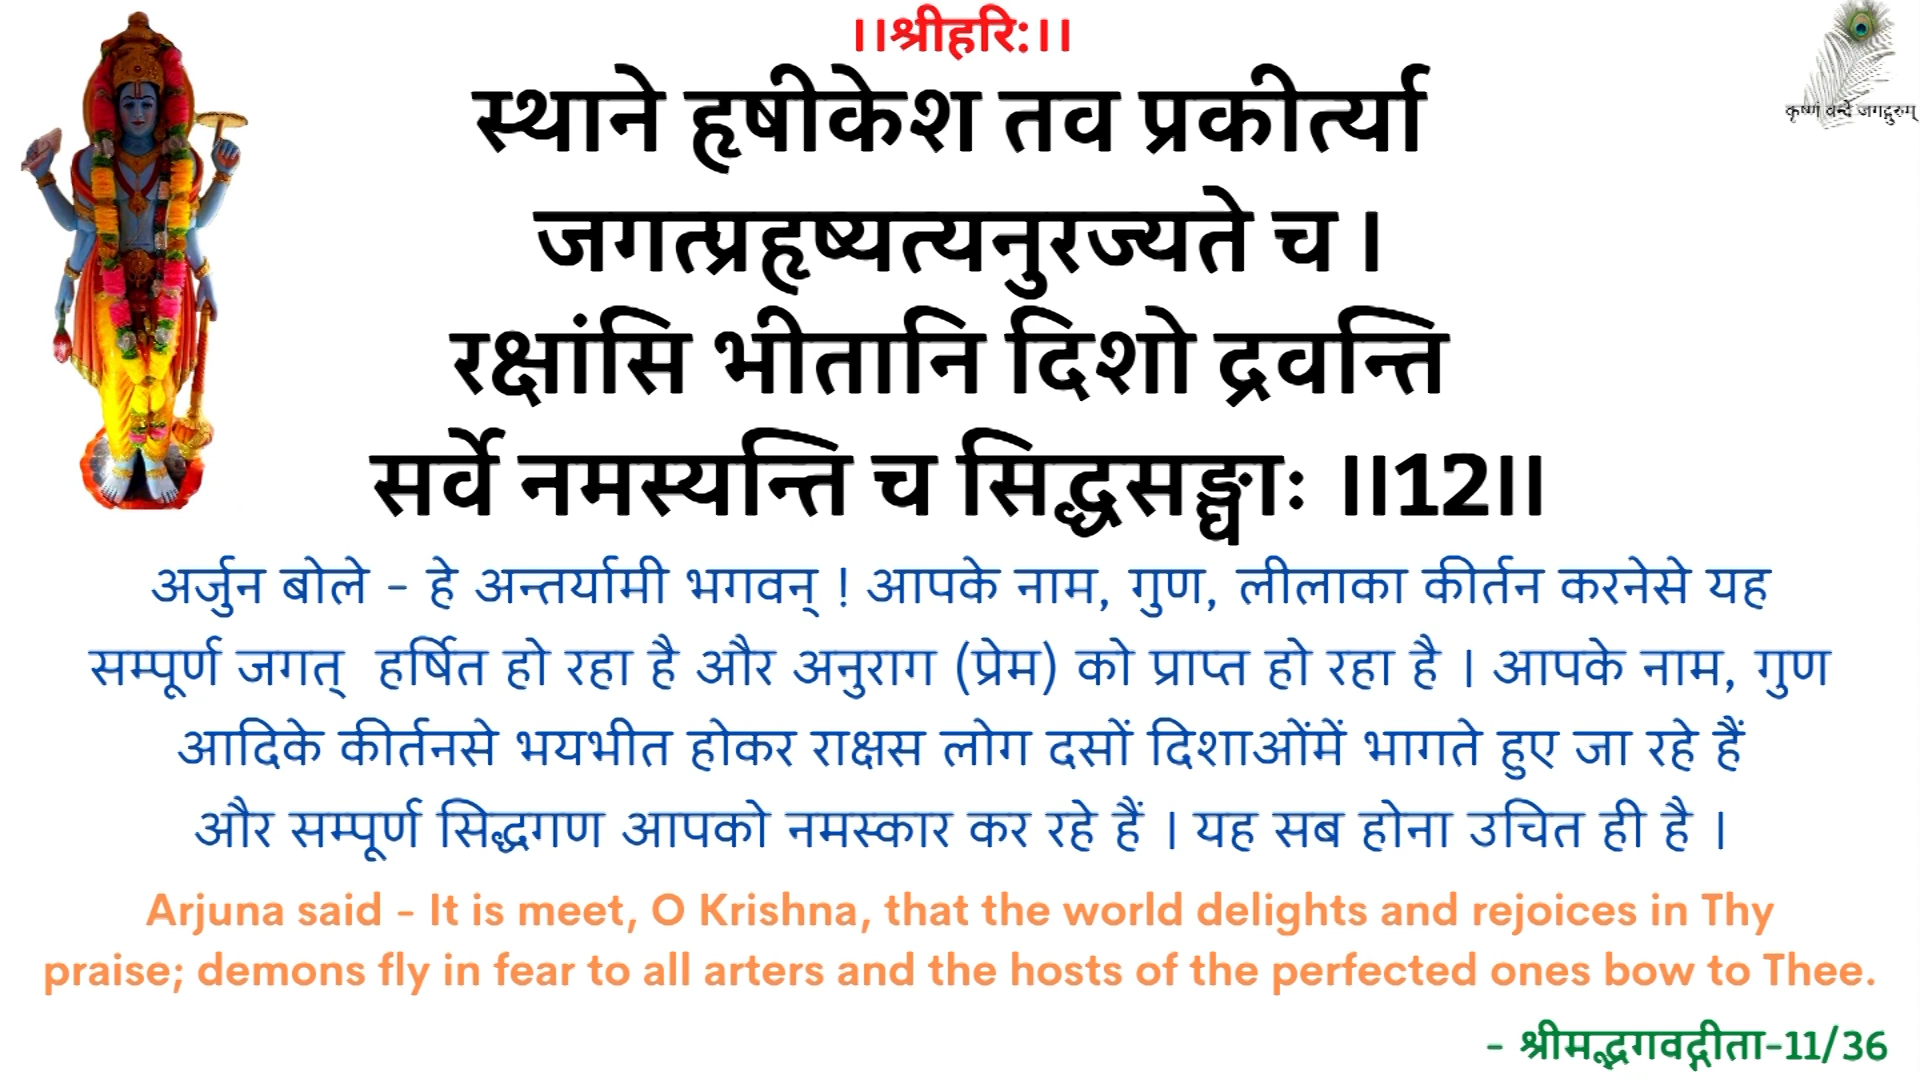 ।।श्रीहरि:।।
कृष्णं वन्दे जगद्गुरुम्
स्थाने हृषीकेश तव प्रकीर्त्या
जगत्प्रहृष्यत्यनुरज्यते च ।
रक्षांसि भीतानि दिशो द्रवन्ति
सर्वे नमस्यन्ति च सिद्धसङ्घाः ।।12।।
अर्जुन बोले - हे अन्तर्यामी भगवन् ! आपके नाम, गुण, लीलाका कीर्तन करनेसे यह
सम्पूर्ण जगत् हर्षित हो रहा है और अनुराग (प्रेम) को प्राप्त हो रहा है । आपके नाम, गुण
आदिके कीर्तनसे भयभीत होकर राक्षस लोग दसों दिशाओंमें भागते हुए जा रहे हैं
और सम्पूर्ण सिद्धगण आपको नमस्कार कर रहे हैं । यह सब होना उचित ही है ।
Arjuna said - It is meet, O Krishna, that the world delights and rejoices in Thy
praise; demons fly in fear to all arters and the hosts of the perfected ones bow to Thee.
- श्रीमद्भगवद्गीता-11/36